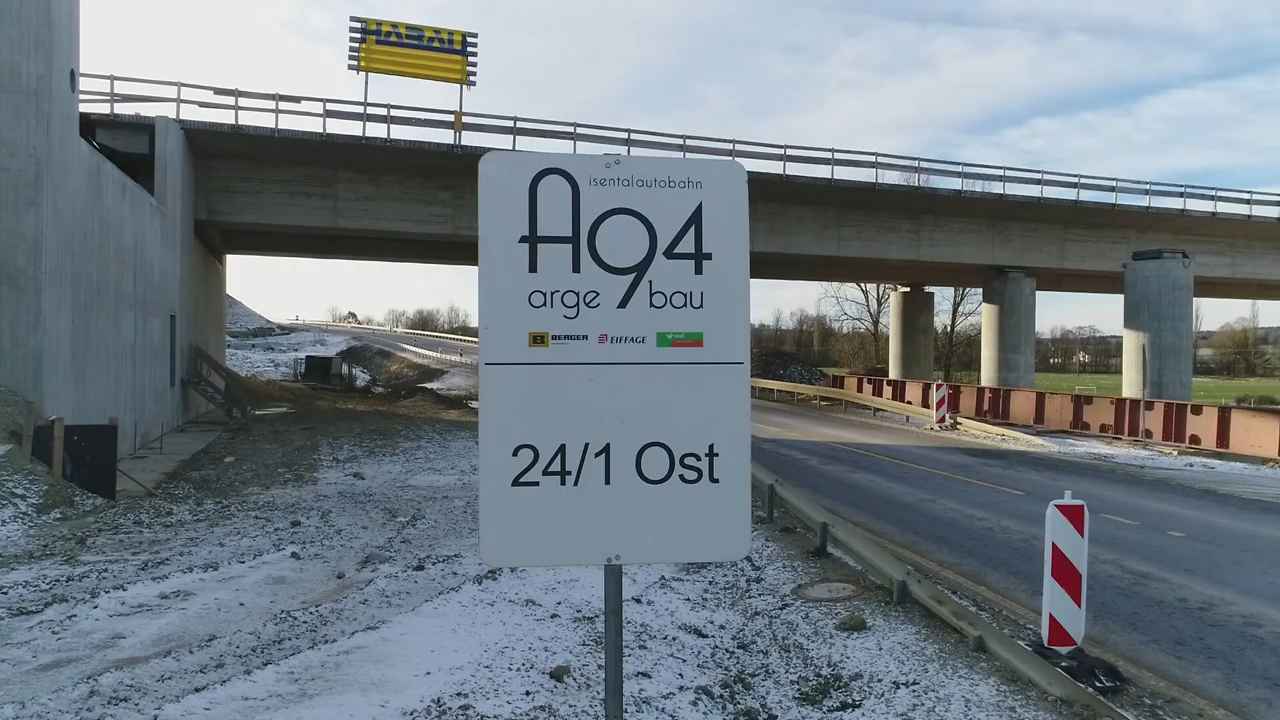 HABAU
isentalautobahn
A94
arge bau
B BERGER EIFFAGE
24/1 Ost